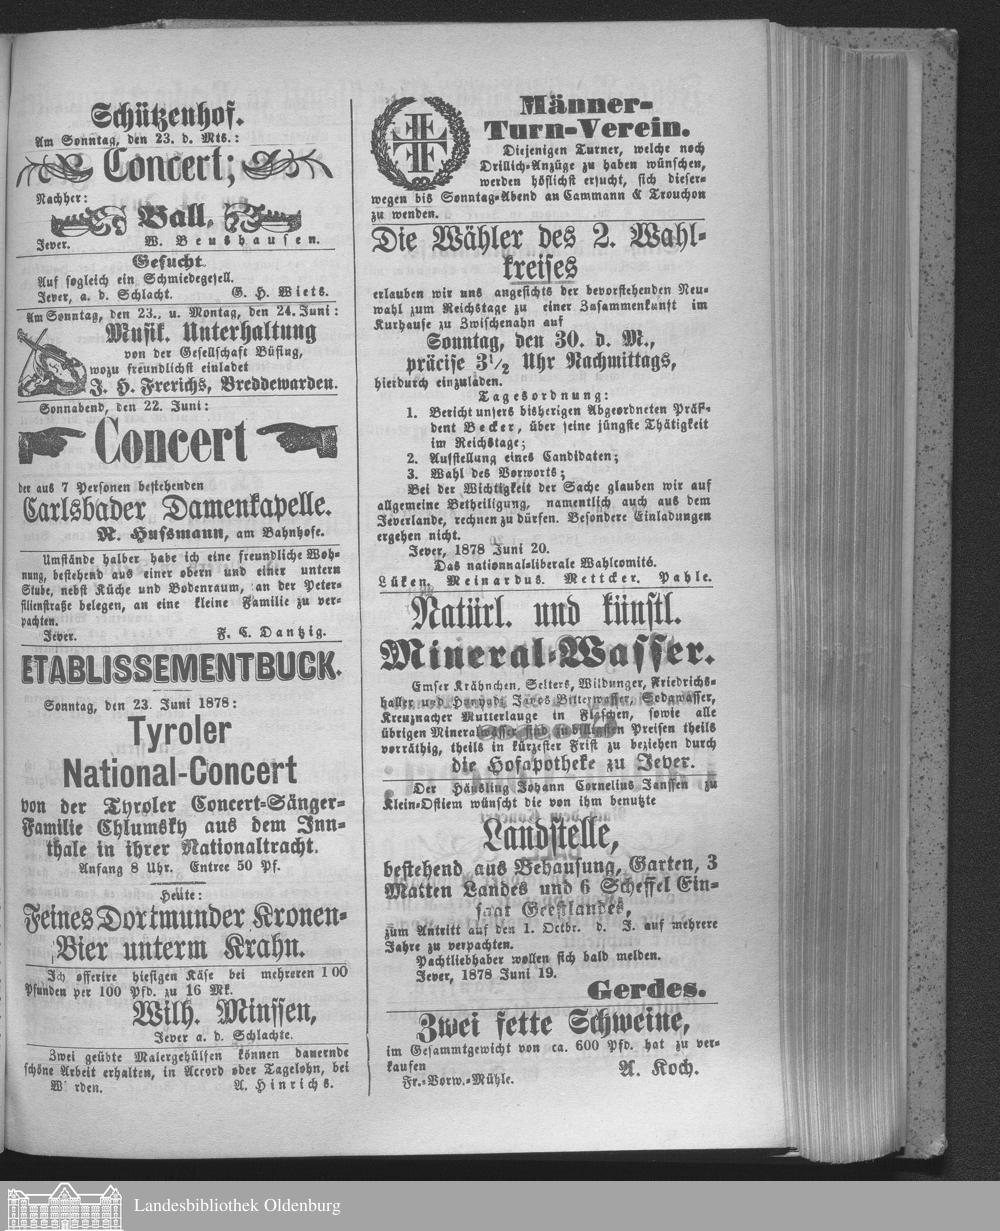 Schützenhof.
Am Sonntag, den 23. d. Mts.:
Concert;
Nachher:
Ball,
Jever. W. Beushausen.
Gesucht.
Auf sogleich ein Schmiedegesell.
Jever, a. d. Schlacht. G. H. Wiets.
Am Sonntag, den 23., u. Montag, den 24. Juni:
Musik. Unterhaltung
von der Gesellschaft Büsing,
wozu freundlichst einladet
J. H. Frerichs, Breddewarden.
Sonnabend, den 22. Juni:
Concert
der aus 7 Personen bestehenden
Carlsbader Damenkapelle.
N. Hussmann, am Bahnhofe.
Umstände halber habe ich eine freundliche Woh-
nung, bestehend aus einer obern und einer untern
Stube, nebst Küche und Bodenraum, an der Peter-
silienstraße belegen, an eine kleine Familie zu ver-
pachten.
Jever. F. C. Dantzig.
ETABLISSEMENT BUCK.
Sonntag, den 23. Juni 1878:
Tyroler
National-Concert
von der Tyroler Concert-Sänger-
Familie Chlumsky aus dem Inn-
thale in ihrer Nationaltracht.
Anfang 8 Uhr. Entree 50 Pf.
Heute:
Feines Dortmunder Kronen-
Bier unterm Krahn.
Ich offerire hiesigen Käse bei mehreren 100
Pfunden per 100 Pfd. zu 16 Mk.
Wilh. Minssen,
Jever a. d. Schlachte.
Zwei geübte Malergehülfen können dauernde
schöne Arbeit erhalten, in Accord oder Tagelohn, bei
W rden. A. Hinrichs.
Männer-
Turn-Verein.
Diejenigen Turner, welche noch
Drillich-Anzüge zu haben wünschen,
werden höflichst ersucht, sich dieser-
wegen bis Sonntag-Abend an Cammann & Trouchon
zu wenden.
Die Wähler des 2. Wahl-
kreises
erlauben wir uns angesichts der bevorstehenden Neu-
wahl zum Reichstage zu einer Zusammenkunft im
Kurhause zu Zwischenahn auf
Sonntag, den 30. d. M.,
präcise 3½ Uhr Nachmittags,
hierdurch einzuladen.
Tagesordnung:
1. Bericht unsers bisherigen Abgeordneten Präsi-
dent Becker, über seine jüngste Thätigkeit
im Reichstage;
2. Aufstellung eines Candidaten;
3. Wahl des Vorworts;
Bei der Wichtigkeit der Sache glauben wir auf
allgemeine Betheiligung, namentlich auch aus dem
Jeverlande, rechnen zu dürfen. Besondere Einladungen
ergehen nicht.
Jever, 1878 Juni 20.
Das nationnal-liberale Wahlcomité.
Lüken. Meinardus. Mettcker. Pahle.
Natürl. und künstl.
Mineral-Wasser.
Emser Krähnchen, Selters, Wildunger, Friedrichs-
haller und Hunyadi Janos Bitterwasser, Sodawasser,
Kreuznacher Mutterlauge in Flaschen, sowie alle
übrigen Mineralwasser sind zu billigsten Preisen theils
vorräthig, theils in kürzester Frist zu beziehen durch
die Hofapotheke zu Jever.
Der Häusling Johann Cornelius Janssen zu
Klein-Ostiem wünscht die von ihm benutzte
Landstelle,
bestehend aus Behausung, Garten, 3
Matten Landes und 6 Scheffel Ein-
saat Geestlandes,
zum Antritt auf den 1. Octbr. d. J. auf mehrere
Jahre zu verpachten.
Pachtliebhaber wollen sich bald melden.
Jever, 1878 Juni 19.
Gerdes.
Zwei fette Schweine,
im Gesammtgewicht von ca. 600 Pfd. hat zu ver-
kaufen A. Koch.
Fr.-Vorw.-Mühle.
Landesbibliothek Oldenburg